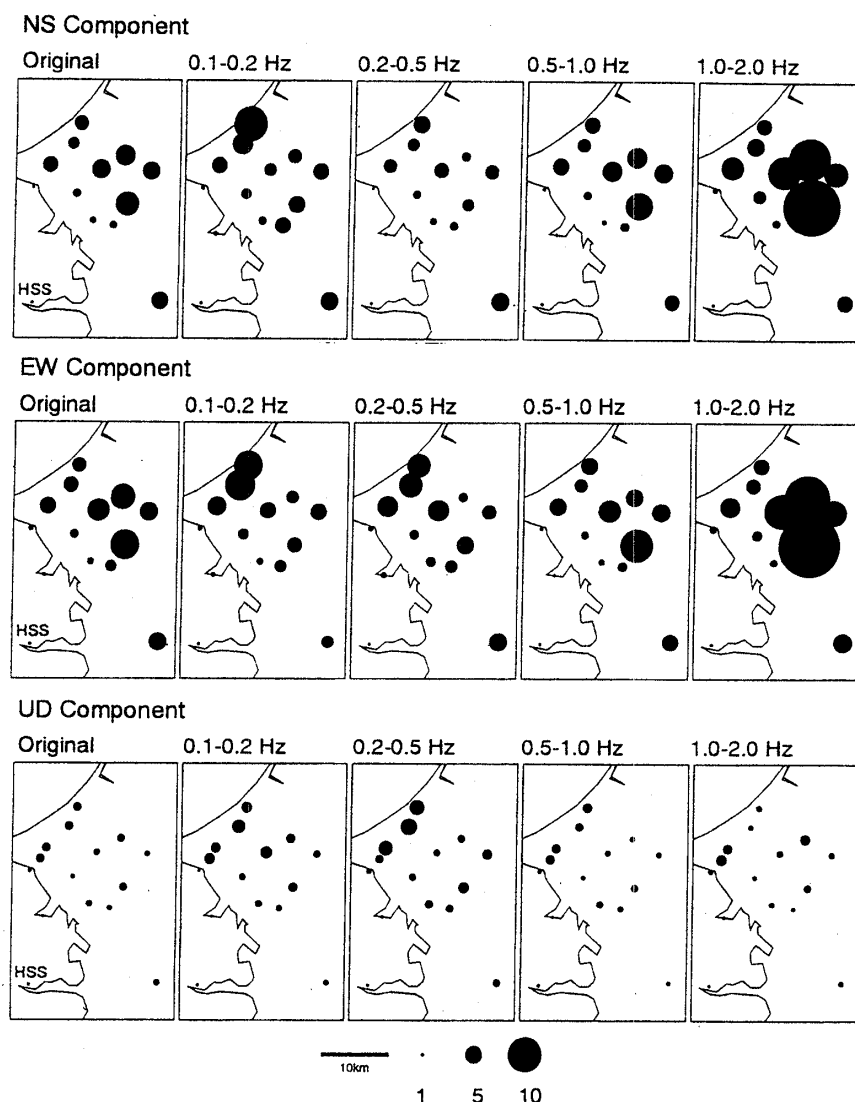 NS Component
Original 0.1-0.2 Hz 0.2-0.5 Hz 0.5-1.0 Hz 1.0-2.0 Hz
HSS
EW Component
Original 0.1-0.2 Hz 0.2-0.5 Hz 0.5-1.0 Hz 1.0-2.0 Hz
HSS
UD Component
Original 0.1-0.2 Hz 0.2-0.5 Hz 0.5-1.0 Hz 1.0-2.0 Hz
HSS
10km
1 5 10